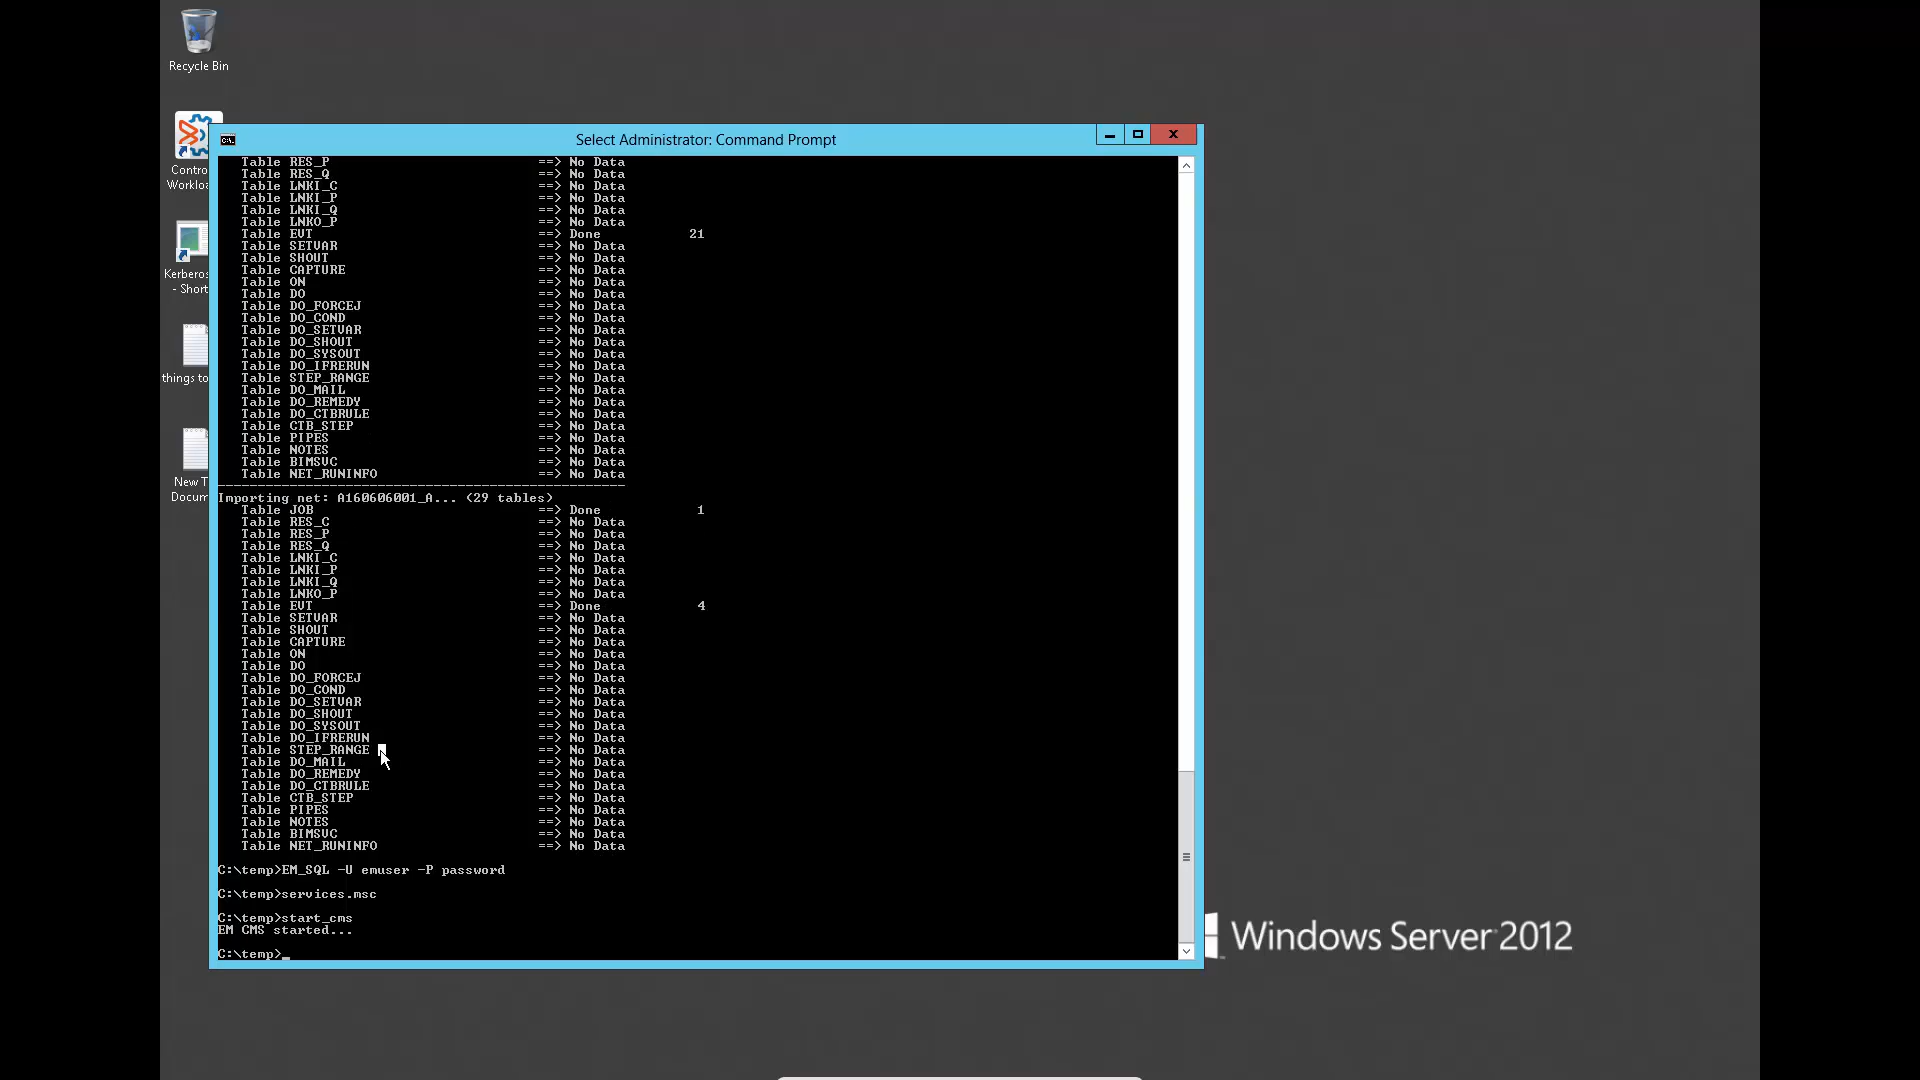 Recycle Bin
Contro
Worklo
Kerberos
- Short
things to
New T
Docum
Select Administrator: Command Prompt
Table RES_P ==> No Data
Table RES_Q ==> No Data
Table LNKI_C ==> No Data
Table LNKI_P ==> No Data
Table LNKI_Q ==> No Data
Table LNKO_P ==> No Data
Table EVT ==> Done 21
Table SETVAR ==> No Data
Table SHOUT ==> No Data
Table CAPTURE ==> No Data
Table ON ==> No Data
Table DO ==> No Data
Table DO_FORCEJ ==> No Data
Table DO_COND ==> No Data
Table DO_SETVAR ==> No Data
Table DO_SHOUT ==> No Data
Table DO_SYSOUT ==> No Data
Table DO_IFRERUN ==> No Data
Table STEP_RANGE ==> No Data
Table DO_MAIL ==> No Data
Table DO_REMEDY ==> No Data
Table DO_CTBRULE ==> No Data
Table CTB_STEP ==> No Data
Table PIPES ==> No Data
Table NOTES ==> No Data
Table BIMSVC ==> No Data
Table NET_RUNINFO ==> No Data
Importing net: A160606001_A... (29 tables)
Table JOB ==> Done 1
Table RES_C ==> No Data
Table RES_P ==> No Data
Table RES_Q ==> No Data
Table LNKI_C ==> No Data
Table LNKI_P ==> No Data
Table LNKI_Q ==> No Data
Table LNKO_P ==> No Data
Table EVT ==> Done 4
Table SETVAR ==> No Data
Table SHOUT ==> No Data
Table CAPTURE ==> No Data
Table ON ==> No Data
Table DO ==> No Data
Table DO_FORCEJ ==> No Data
Table DO_COND ==> No Data
Table DO_SETVAR ==> No Data
Table DO_SHOUT ==> No Data
Table DO_SYSOUT ==> No Data
Table DO_IFRERUN ==> No Data
Table STEP_RANGE ==> No Data
Table DO_MAIL ==> No Data
Table DO_REMEDY ==> No Data
Table DO_CTBRULE ==> No Data
Table CTB_STEP ==> No Data
Table PIPES ==> No Data
Table NOTES ==> No Data
Table BIMSVC ==> No Data
Table NET_RUNINFO ==> No Data
C:\temp>EM_SQL -U emuser -P password
C:\temp>services.msc
C:\temp>start_cms
EM CMS started...
C:\temp>_
Windows Server 2012